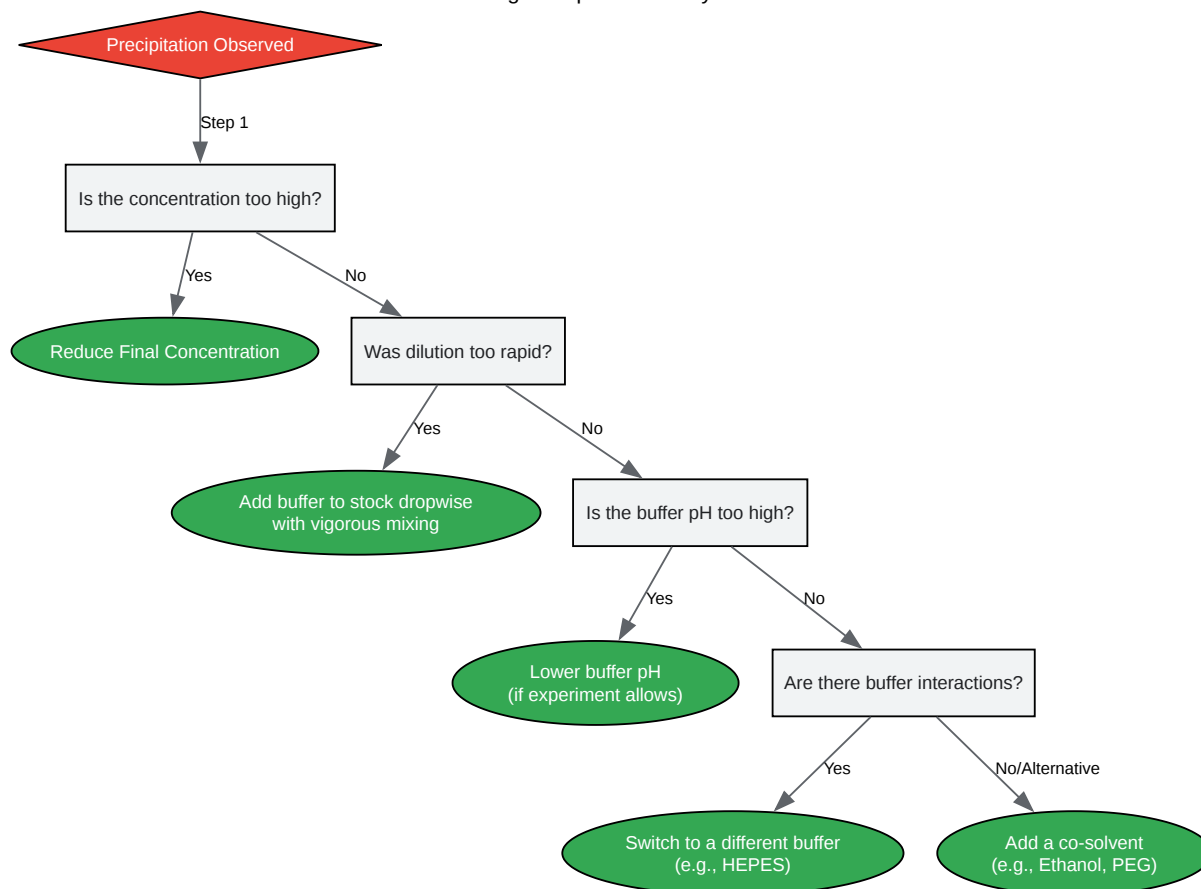 Precipitation Observed
Step 1
Is the concentration too high?
Yes
No
Reduce Final Concentration
Was dilution too rapid?
Yes
No
Add buffer to stock dropwise
with vigorous mixing
Is the buffer pH too high?
Yes
No
Lower buffer pH
(if experiment allows)
Are there buffer interactions?
Yes
No/Alternative
Switch to a different buffer
(e.g., HEPES)
Add a co-solvent
(e.g., Ethanol, PEG)